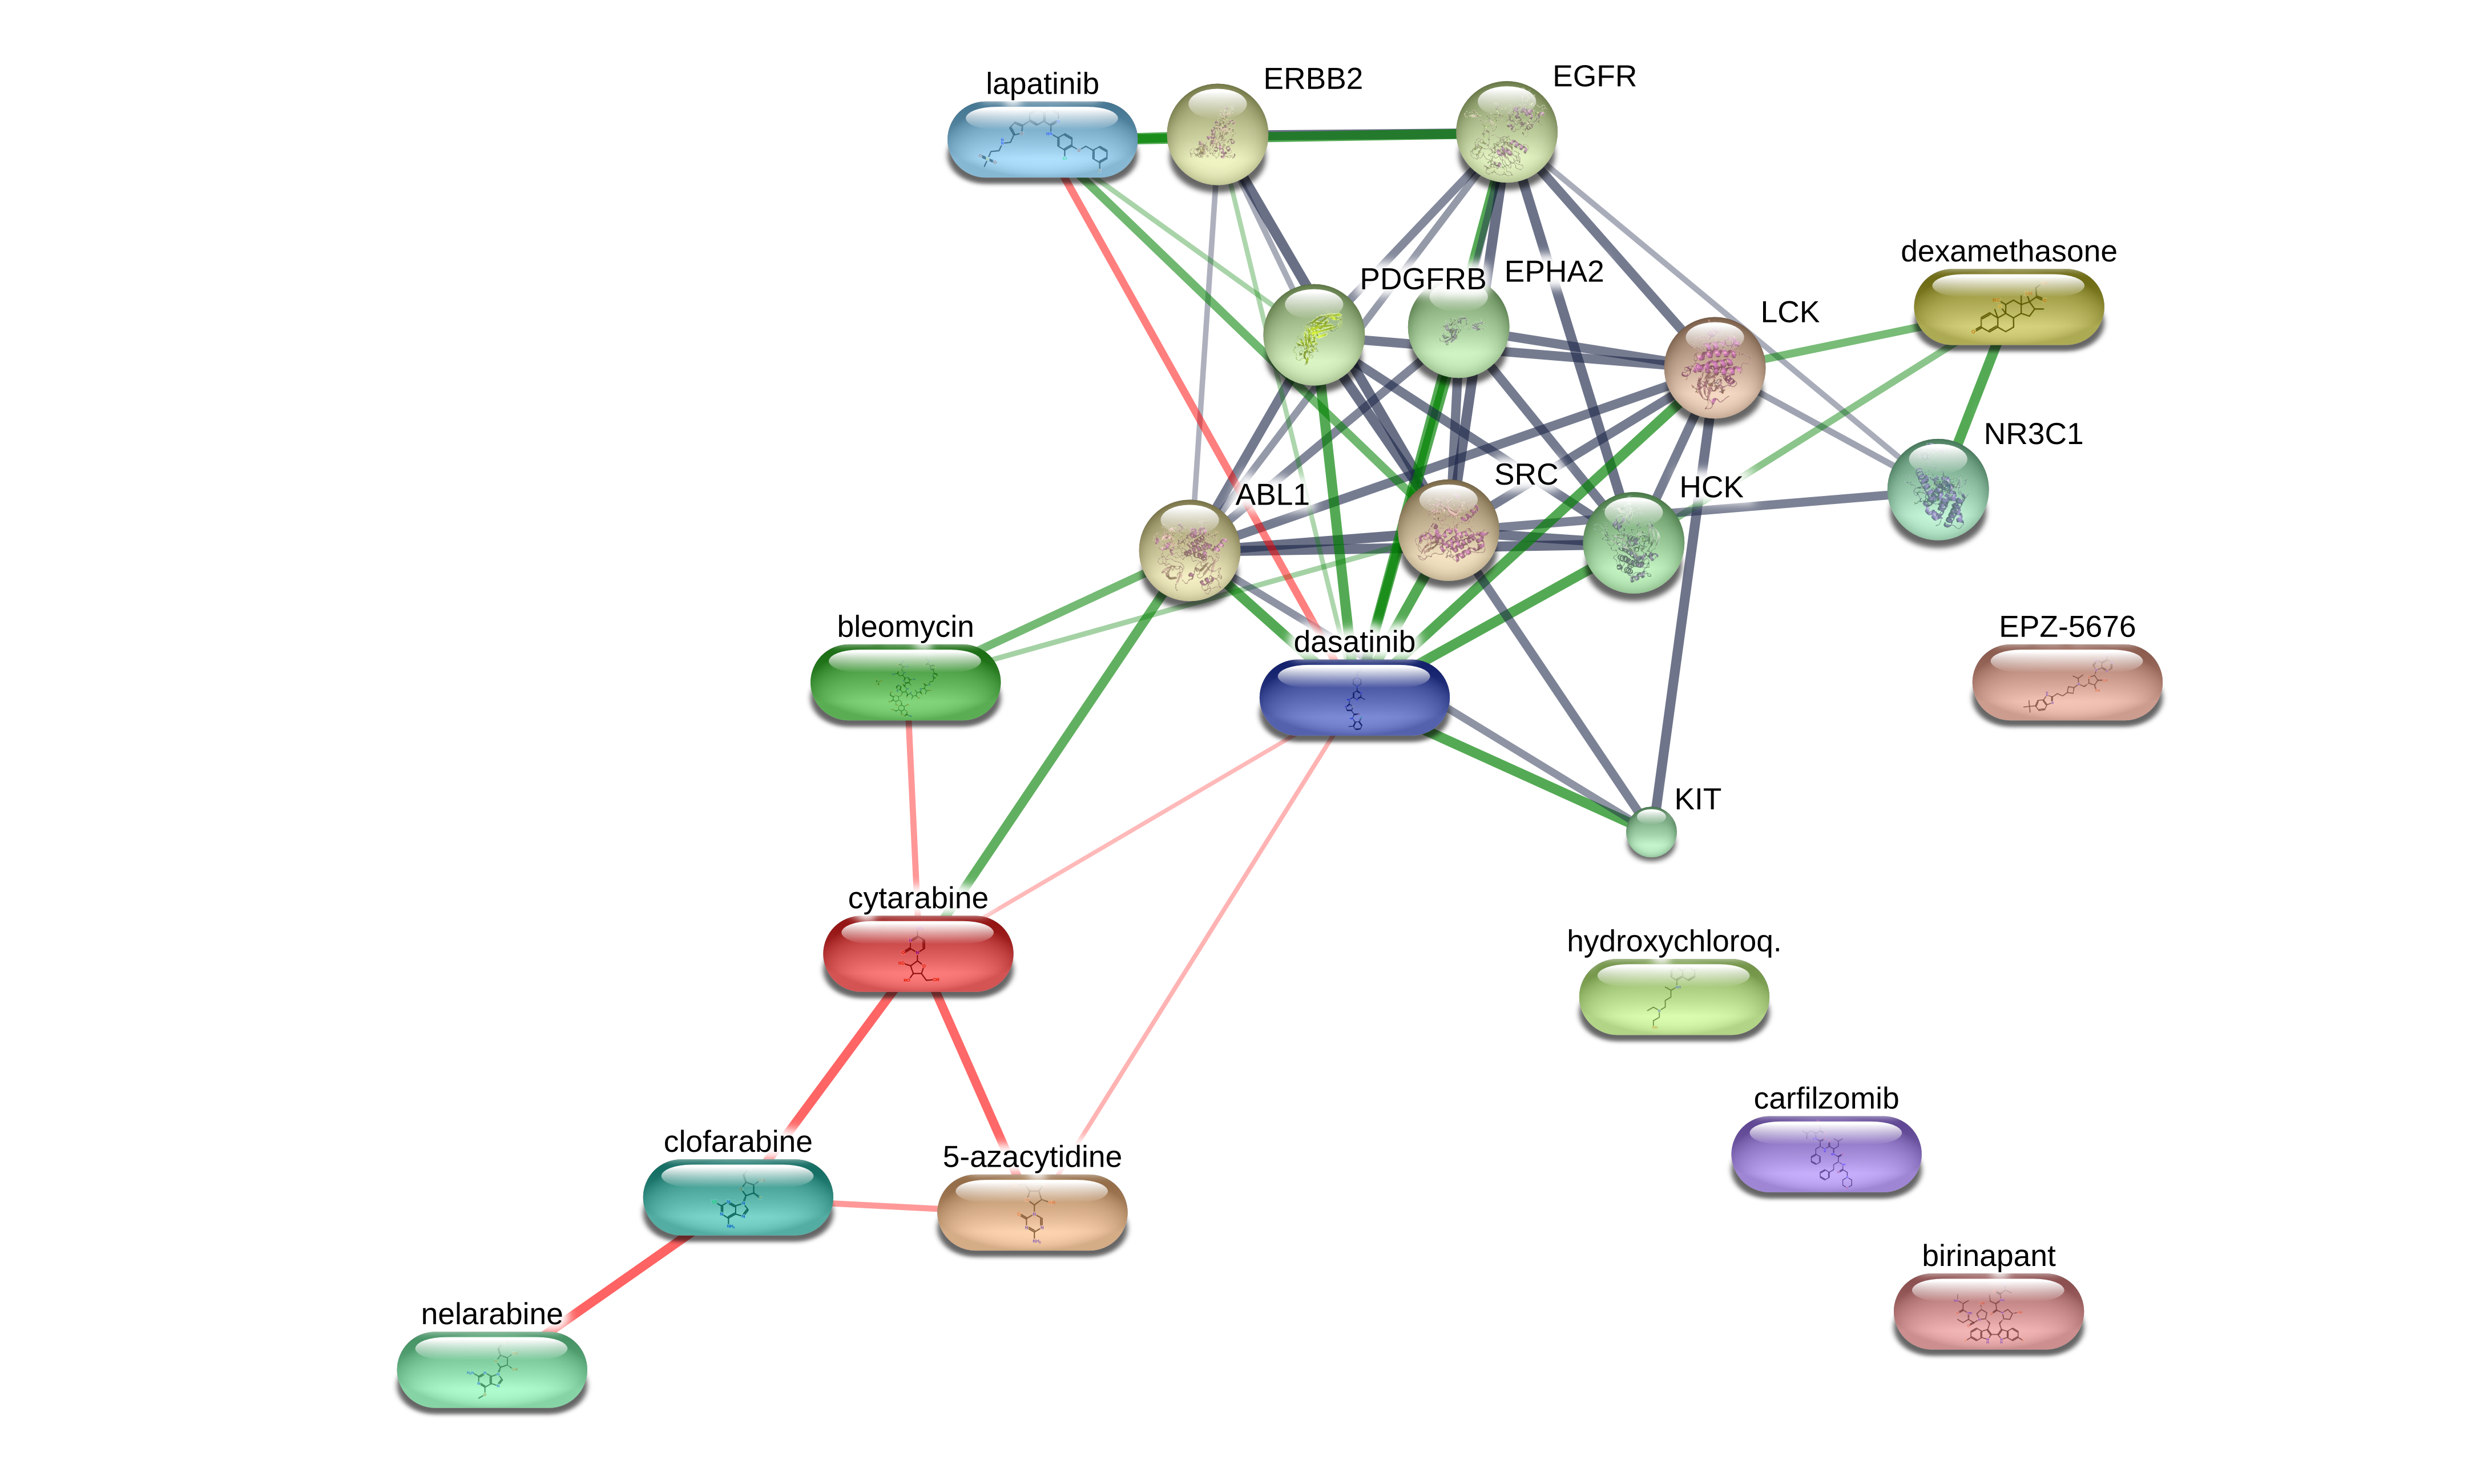 lapatinib
ERBB2
EGFR
dexamethasone
PDGFRB
EPHA2
LCK
NR3C1
SRC
HCK
ABL1
bleomycin
dasatinib
EPZ-5676
KIT
cytarabine
hydroxychloroq.
carfilzomib
clofarabine
5-azacytidine
birinapant
nelarabine